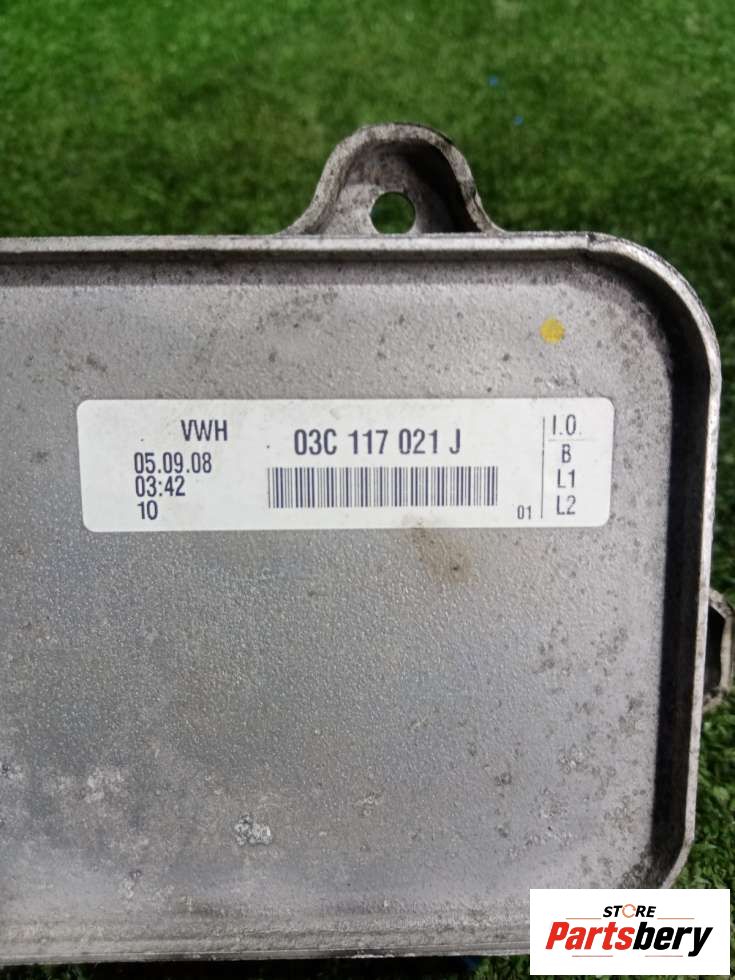 VWH
03C 117 021 J
I.O.
05.09.08
B
03:42
L1
10
01
L2
STORE
Partsbery